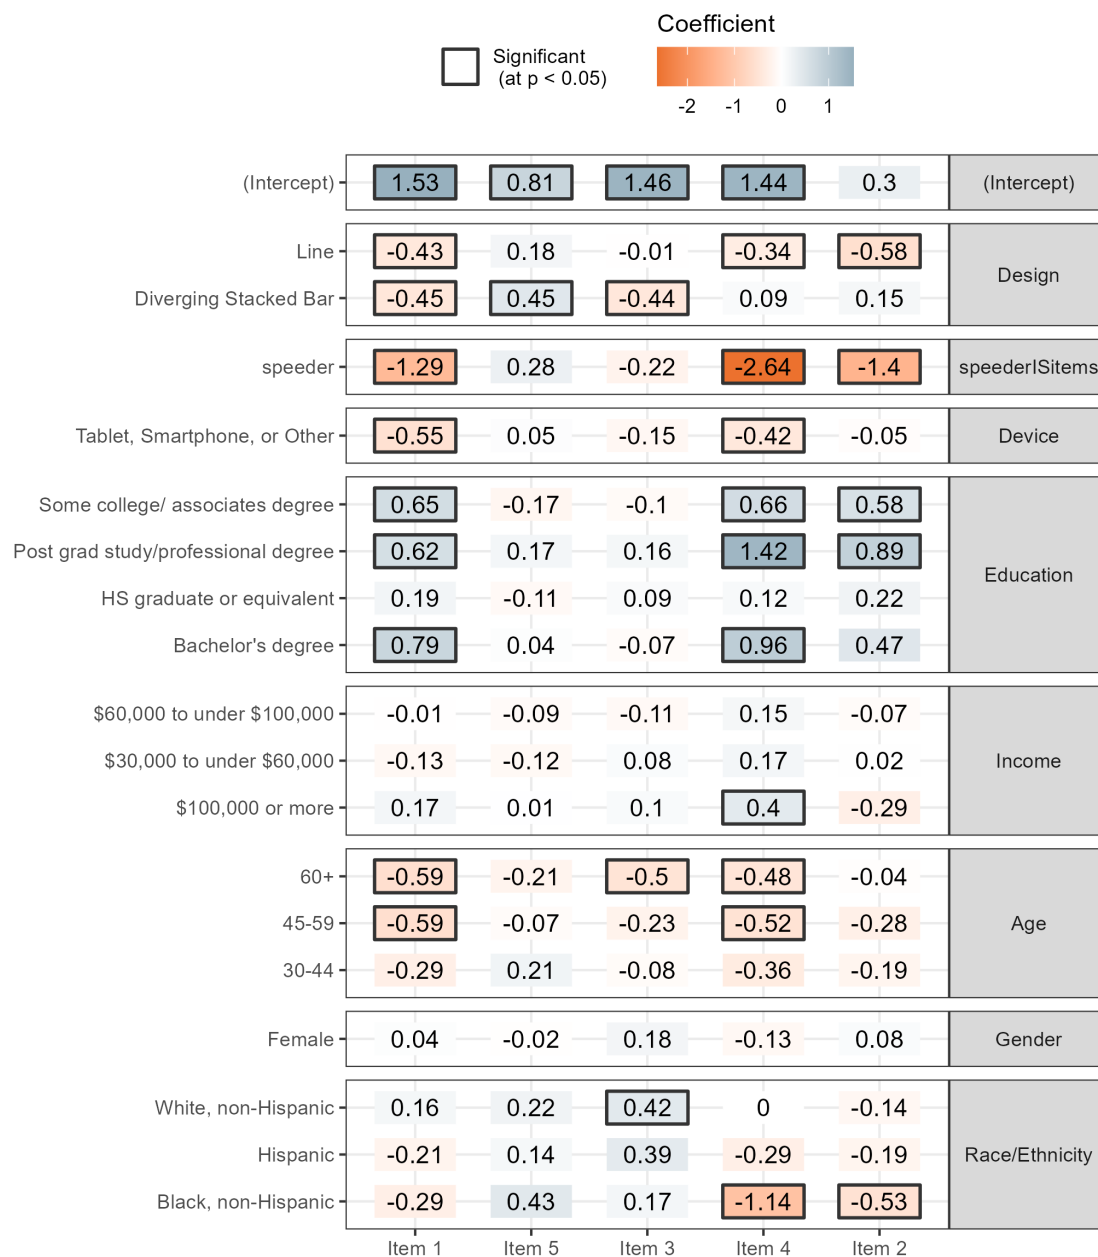 Coefficient
Significant
(at p < 0.05)
-2 -1 0 1
(Intercept) 1.53 0.81 1.46 1.44 0.3 (Intercept)
Line -0.43 0.18 -0.01 -0.34 -0.58
Design
Diverging Stacked Bar -0.45 0.45 -0.44 0.09 0.15
speeder -1.29 0.28 -0.22 -2.64 -1.4 speederISitems
Tablet, Smartphone, or Other -0.55 0.05 -0.15 -0.42 -0.05 Device
Some college/ associates degree 0.65 -0.17 -0.1 0.66 0.58
Post grad study/professional degree 0.62 0.17 0.16 1.42 0.89
Education
HS graduate or equivalent 0.19 -0.11 0.09 0.12 0.22
Bachelor's degree 0.79 0.04 -0.07 0.96 0.47
$60,000 to under $100,000 -0.01 -0.09 -0.11 0.15 -0.07
$30,000 to under $60,000 -0.13 -0.12 0.08 0.17 0.02 Income
$100,000 or more 0.17 0.01 0.1 0.4 -0.29
60+ -0.59 -0.21 -0.5 -0.48 -0.04
45-59 -0.59 -0.07 -0.23 -0.52 -0.28 Age
30-44 -0.29 0.21 -0.08 -0.36 -0.19
Female 0.04 -0.02 0.18 -0.13 0.08 Gender
White, non-Hispanic 0.16 0.22 0.42 0 -0.14
Hispanic -0.21 0.14 0.39 -0.29 -0.19 Race/Ethnicity
Black, non-Hispanic -0.29 0.43 0.17 -1.14 -0.53
Item 1 Item 5 Item 3 Item 4 Item 2